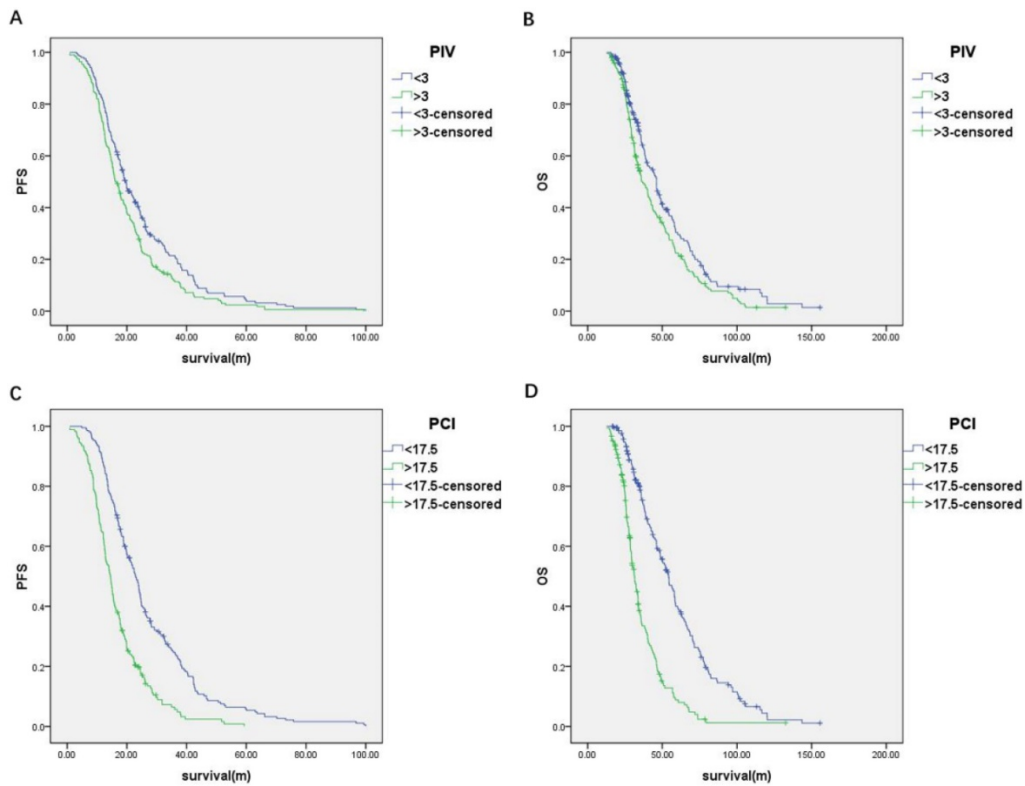 A
PIV
<3
>3
<3-censored
>3-censored
PFS
1.0
0.8
0.6
0.4
0.2
0.0
0.00 20.00 40.00 60.00 80.00 100.00
survival(m)
B
PIV
<3
>3
<3-censored
>3-censored
OS
1.0
0.8
0.6
0.4
0.2
0.0
0.00 50.00 100.00 150.00 200.00
survival(m)
C
PCI
<17.5
>17.5
<17.5-censored
>17.5-censored
PFS
1.0
0.8
0.6
0.4
0.2
0.0
0.00 20.00 40.00 60.00 80.00 100.00
survival(m)
D
PCI
<17.5
>17.5
<17.5-censored
>17.5-censored
OS
1.0
0.8
0.6
0.4
0.2
0.0
0.00 50.00 100.00 150.00 200.00
survival(m)